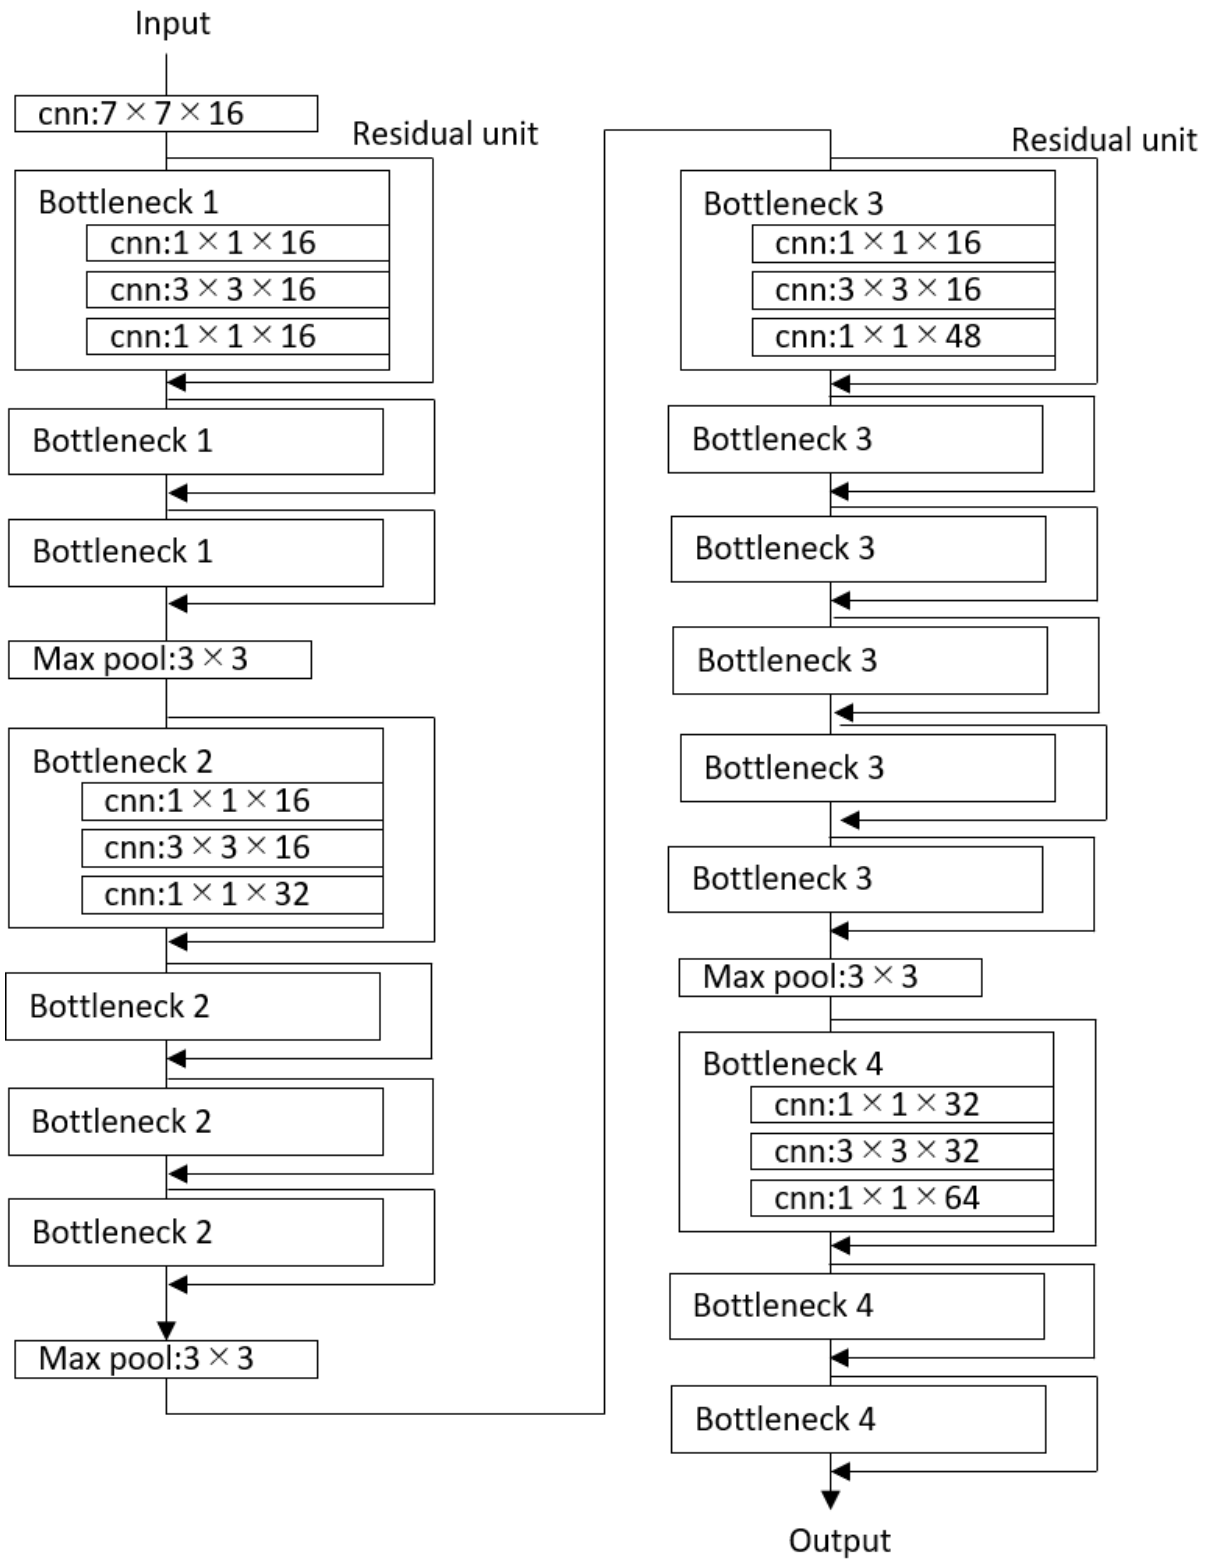 Input
cnn:7×7×16
Residual unit
Bottleneck 1
cnn:1×1×16
cnn:3×3×16
cnn:1×1×16
Bottleneck 1
Bottleneck 1
Max pool:3×3
Bottleneck 2
cnn:1×1×16
cnn:3×3×16
cnn:1×1×32
Bottleneck 2
Bottleneck 2
Bottleneck 2
Max pool:3×3
Residual unit
Bottleneck 3
cnn:1×1×16
cnn:3×3×16
cnn:1×1×48
Bottleneck 3
Bottleneck 3
Bottleneck 3
Bottleneck 3
Bottleneck 3
Max pool:3×3
Bottleneck 4
cnn:1×1×32
cnn:3×3×32
cnn:1×1×64
Bottleneck 4
Bottleneck 4
Output